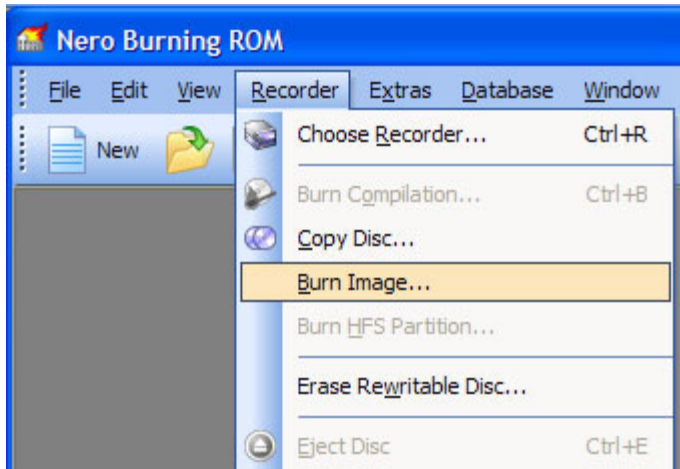 Nero Burning ROM
File Edit View Recorder Extras Database Window
New
Choose Recorder... Ctrl+R
Burn Compilation... Ctrl+B
Copy Disc...
Burn Image...
Burn HFS Partition...
Erase Rewritable Disc...
Eject Disc Ctrl+E